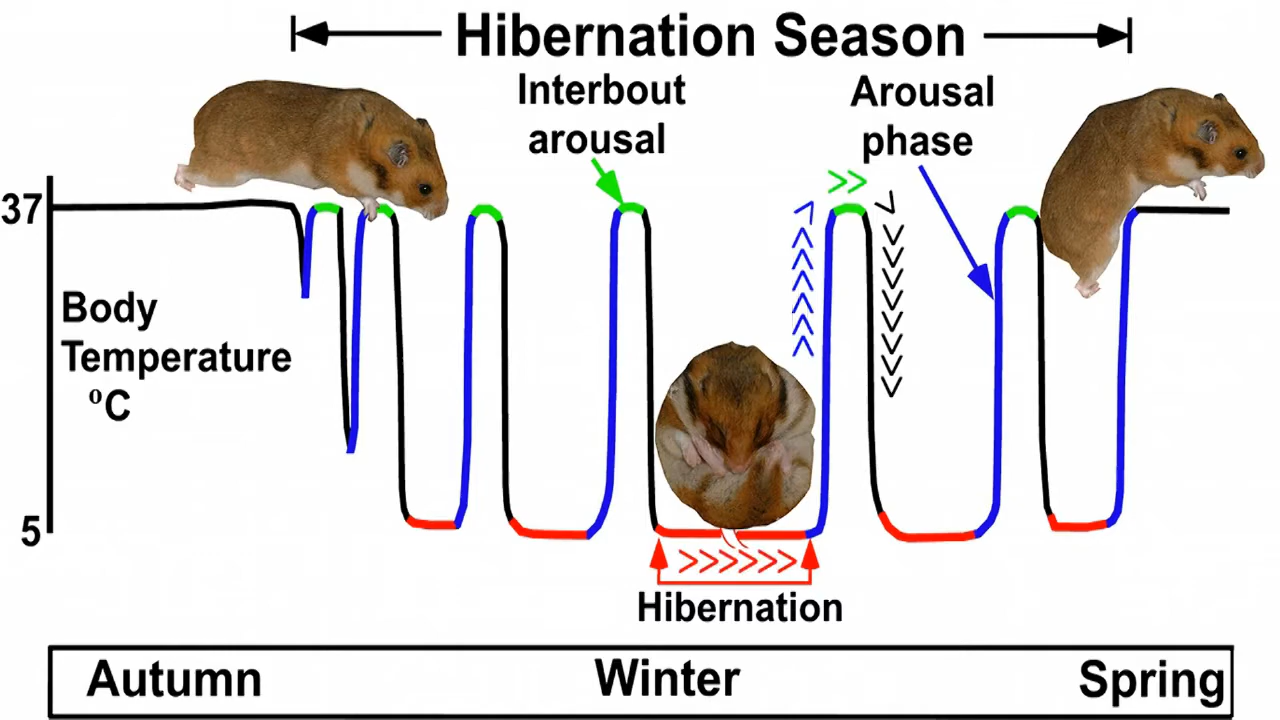 Hibernation Season
Interbout
arousal
Arousal
phase
37
Body
Temperature
°C
5
Hibernation
Autumn
Winter
Spring